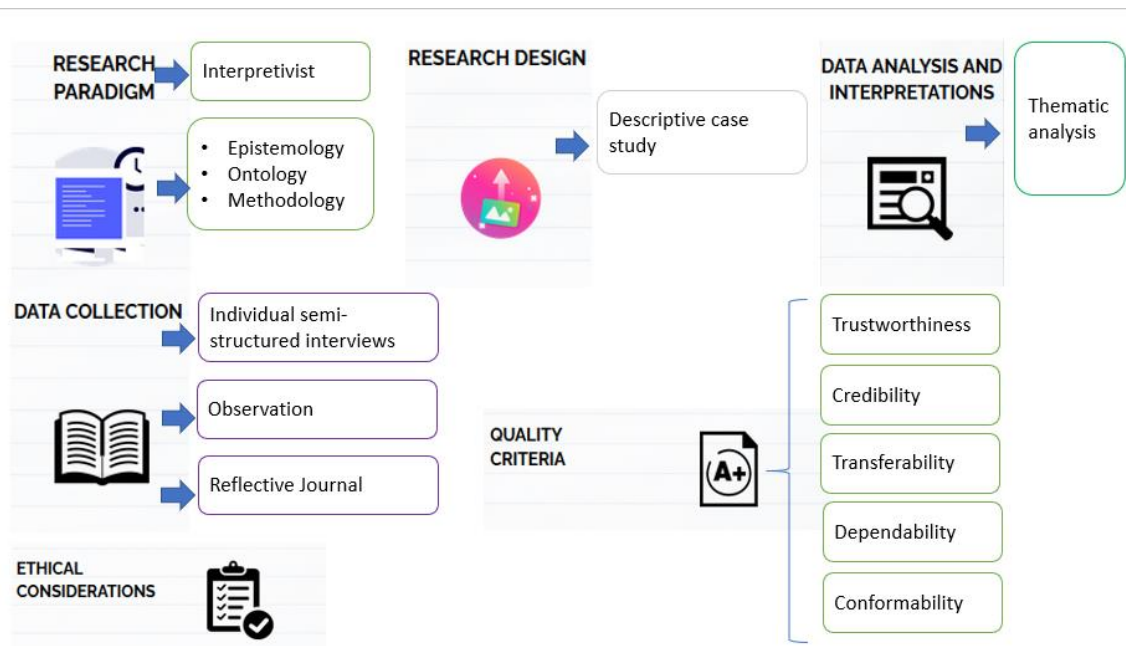 RESEARCH
PARADIGM
Interpretivist
• Epistemology
• Ontology
• Methodology
RESEARCH DESIGN
Descriptive case
study
DATA ANALYSIS AND
INTERPRETATIONS
Thematic
analysis
DATA COLLECTION
Individual semi-
structured interviews
Observation
Reflective Journal
QUALITY
CRITERIA
A+
Trustworthiness
Credibility
Transferability
Dependability
Conformability
ETHICAL
CONSIDERATIONS